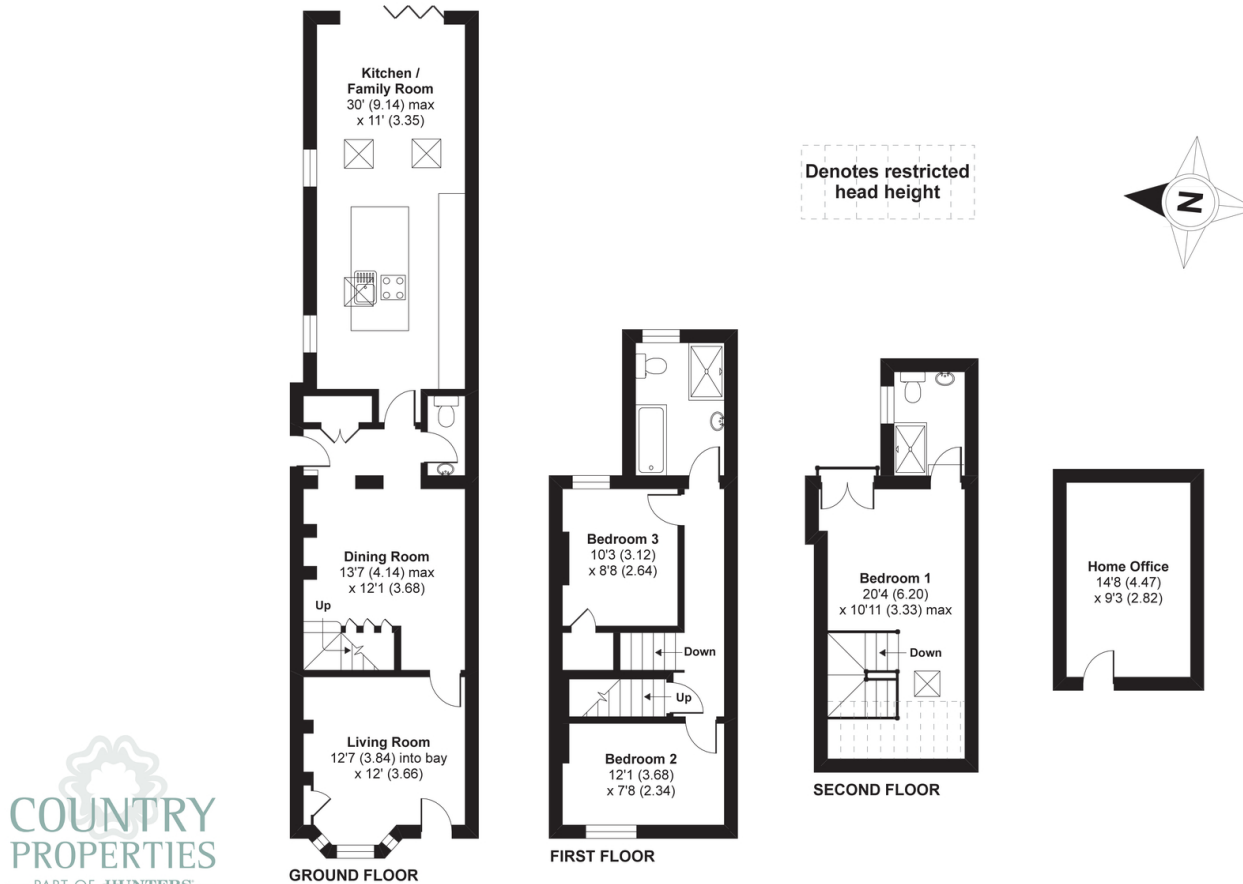 Kitchen /
Family Room
30' (9.14) max
x 11' (3.35)
Denotes restricted
head height
N
Dining Room
13'7 (4.14) max
x 12'1 (3.68)
Up
Living Room
12'7 (3.84) into bay
x 12' (3.66)
GROUND FLOOR
Bedroom 3
10'3 (3.12)
x 8'8 (2.64)
Down
Up
Bedroom 2
12'1 (3.68)
x 7'8 (2.34)
FIRST FLOOR
Bedroom 1
20'4 (6.20)
x 10'11 (3.33) max
Down
SECOND FLOOR
Home Office
14'8 (4.47)
x 9'3 (2.82)
COUNTRY
PROPERTIES
PART OF HUNTERS